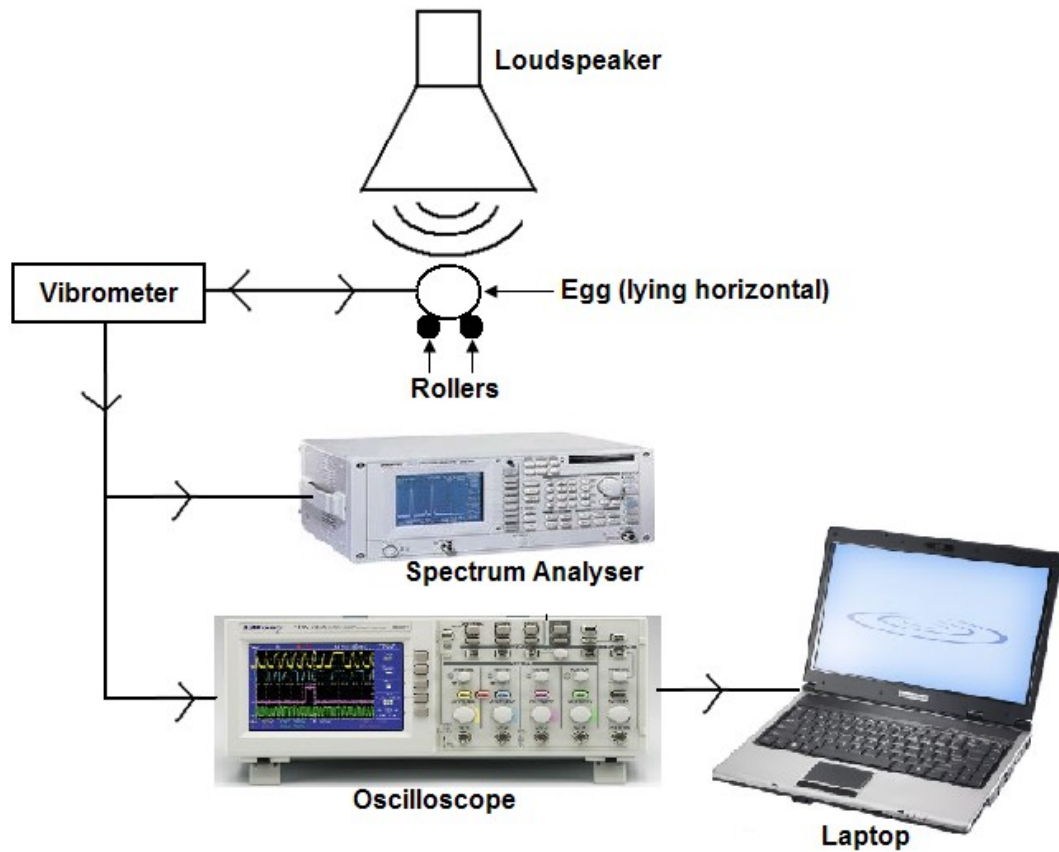 Loudspeaker
Vibrometer
Egg (lying horizontal)
Rollers
Spectrum Analyser
Oscilloscope
Laptop